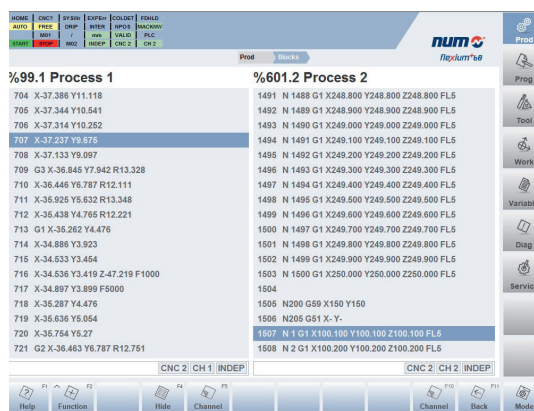 HOME CNC? SYSWr EXPErr COLDET FDHLD
AUTO FREE DRIP INTER NPOS MACKNW
M01 / mm VALID PLC
START STOP M02 INDEP CNC 2 CH 2
num
flexium+68
Prod
Prod Blocks
%99.1 Process 1
704 X-37.386 Y11.118
705 X-37.344 Y10.541
706 X-37.314 Y10.252
707 X-37.237 Y9.675
708 X-37.133 Y9.097
709 G3 X-36.845 Y7.942 R13.328
710 X-36.446 Y6.787 R12.111
711 X-35.925 Y5.632 R13.348
712 X-35.438 Y4.765 R12.221
713 G1 X-35.262 Y4.476
714 X-34.886 Y3.923
715 X-34.533 Y3.454
716 X-34.536 Y3.419 Z-47.219 F1000
717 X-34.897 Y3.899 F5000
718 X-35.287 Y4.476
719 X-35.636 Y5.054
720 X-35.754 Y5.27
721 G2 X-36.463 Y6.787 R12.751
CNC 2 CH 1 INDEP
%601.2 Process 2
1491 N 1488 G1 X248.800 Y248.800 Z248.800 FL5
1492 N 1489 G1 X248.900 Y248.900 Z248.900 FL5
1493 N 1490 G1 X249.000 Y249.000 Z249.000 FL5
1494 N 1491 G1 X249.100 Y249.100 Z249.100 FL5
1495 N 1492 G1 X249.200 Y249.200 Z249.200 FL5
1496 N 1493 G1 X249.300 Y249.300 Z249.300 FL5
1497 N 1494 G1 X249.400 Y249.400 Z249.400 FL5
1498 N 1495 G1 X249.500 Y249.500 Z249.500 FL5
1499 N 1496 G1 X249.600 Y249.600 Z249.600 FL5
1500 N 1497 G1 X249.700 Y249.700 Z249.700 FL5
1501 N 1498 G1 X249.800 Y249.800 Z249.800 FL5
1502 N 1499 G1 X249.900 Y249.900 Z249.900 FL5
1503 N 1500 G1 X250.000 Y250.000 Z250.000 FL5
1504
1505 N200 G59 X150 Y150
1506 N205 G51 X- Y-
1507 N 1 G1 X100.100 Y100.100 Z100.100 FL5
1508 N 2 G1 X100.200 Y100.200 Z100.200 FL5
CNC 2 CH 2 INDEP
Prog
Tool
Work
Variabl
Diag
Servic
F1 F2 F4 F5 F10 F11
Help Function Hide Channel Channel Back Mode